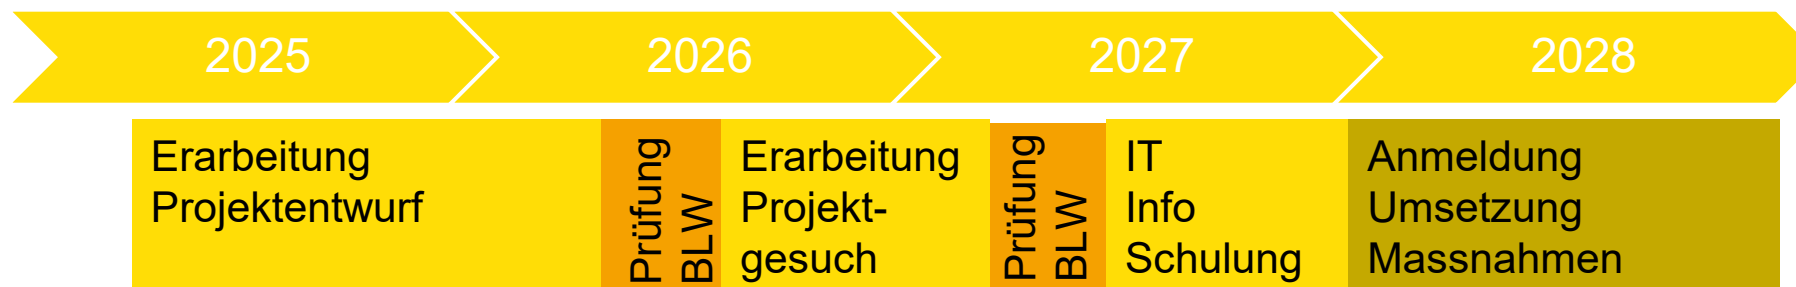 2025
2026
2027
2028
Erarbeitung
Projektentwurf
Prüfung
BLW
Erarbeitung
Projekt-
gesuch
Prüfung
BLW
IT
Info
Schulung
Anmeldung
Umsetzung
Massnahmen